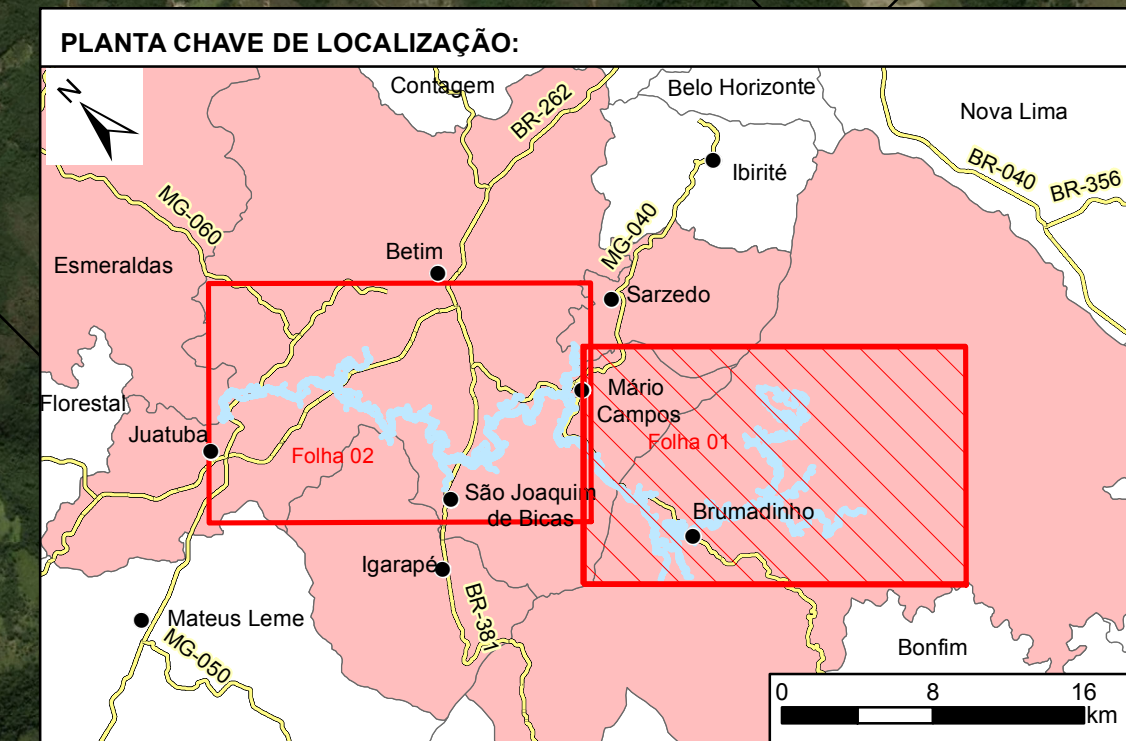 PLANTA CHAVE DE LOCALIZAÇÃO:
N
Contagem
Belo Horizonte
Nova Lima
BR-262
BR-040
BR-356
Ibirité
MG-060
MG-040
Esmeraldas
Betim
Sarzedo
Florestal
Mário
Campos
Juatuba
Folha 02
Folha 01
São Joaquim
de Bicas
Brumadinho
Igarapé
BR-381
Mateus Leme
MG-050
Bonfim
0 8 16
km